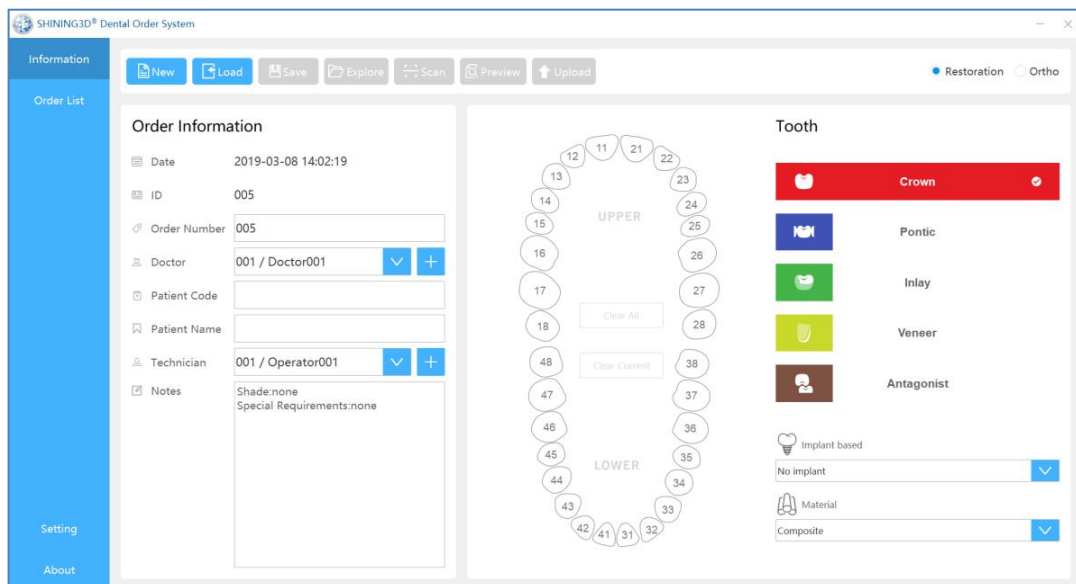 SHINING3D® Dental Order System
Information
Order List
Setting
About
New Load Save Explore Scan Preview Upload
Restoration Ortho
Order Information
Date 2019-03-08 14:02:19
ID 005
Order Number 005
Doctor 001 / Doctor001
Patient Code
Patient Name
Technician 001 / Operator001
Notes Shade:none
Special Requirements:none
11 21
12 22
13 23
14 24
15 25
UPPER
16 26
17 27
Clear All
18 28
48 38
Clear Current
47 37
46 36
45 35
LOWER
44 34
43 33
42 41 31 32
Tooth
Crown
Pontic
Inlay
Veneer
Antagonist
Implant based
No implant
Material
Composite